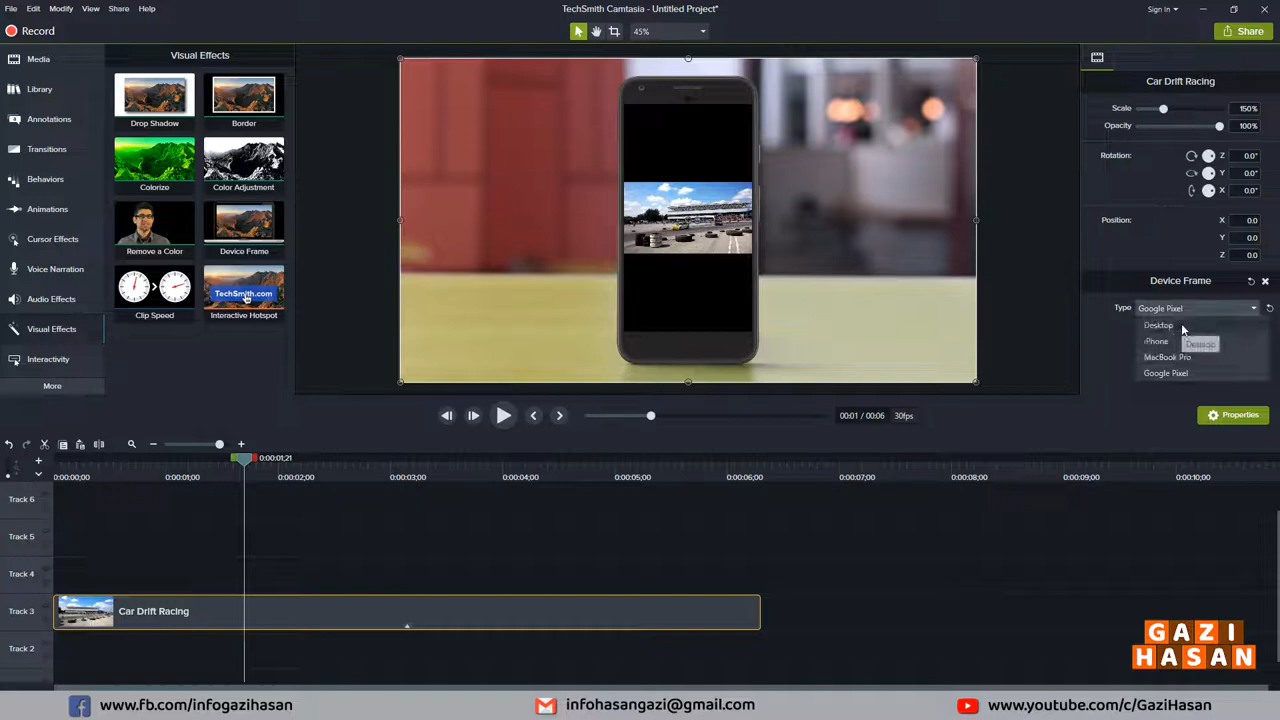 File Edit Modify View Share Help
TechSmith Camtasia - Untitled Project*
Sign in
Record
45%
Share
Media
Library
Annotations
Transitions
Behaviors
Animations
Cursor Effects
Voice Narration
Audio Effects
Visual Effects
Interactivity
More
Visual Effects
Drop Shadow
Border
Colorize
Color Adjustment
Remove a Color
Device Frame
Clip Speed
TechSmith.com
Interactive Hotspot
Car Drift Racing
Scale 150%
Opacity 100%
Rotation: Z 0.0°
Y 0.0°
X 0.0°
Position: X 0.0
Y 0.0
Z 0.0
Device Frame
Type Google Pixel
Desktop
iPhone
Desktop
MacBook Pro
Google Pixel
00:01 / 00:06 30fps
Properties
0:00:01;21
0:00:00;00 0:00:01;00 0:00:02;00 0:00:03;00 0:00:04;00 0:00:05;00 0:00:06;00 0:00:07;00 0:00:08;00 0:00:09;00 0:00:10;00
Track 6
Track 5
Track 4
Track 3
Car Drift Racing
Track 2
GAZI
HASAN
www.fb.com/infogazihasan
infohasangazi@gmail.com
www.youtube.com/c/GaziHasan